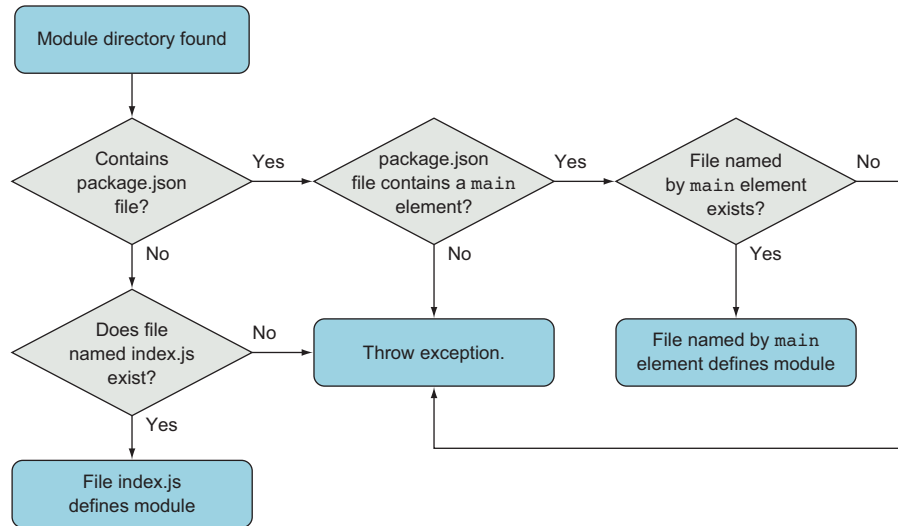 Module directory found
Contains
package.json
file?
Yes
package.json
file contains a main
element?
Yes
File named
by main element
exists?
No
No
No
Yes
Does file
named index.js
exist?
No
Throw exception.
File named by main
element defines module
Yes
File index.js
defines module